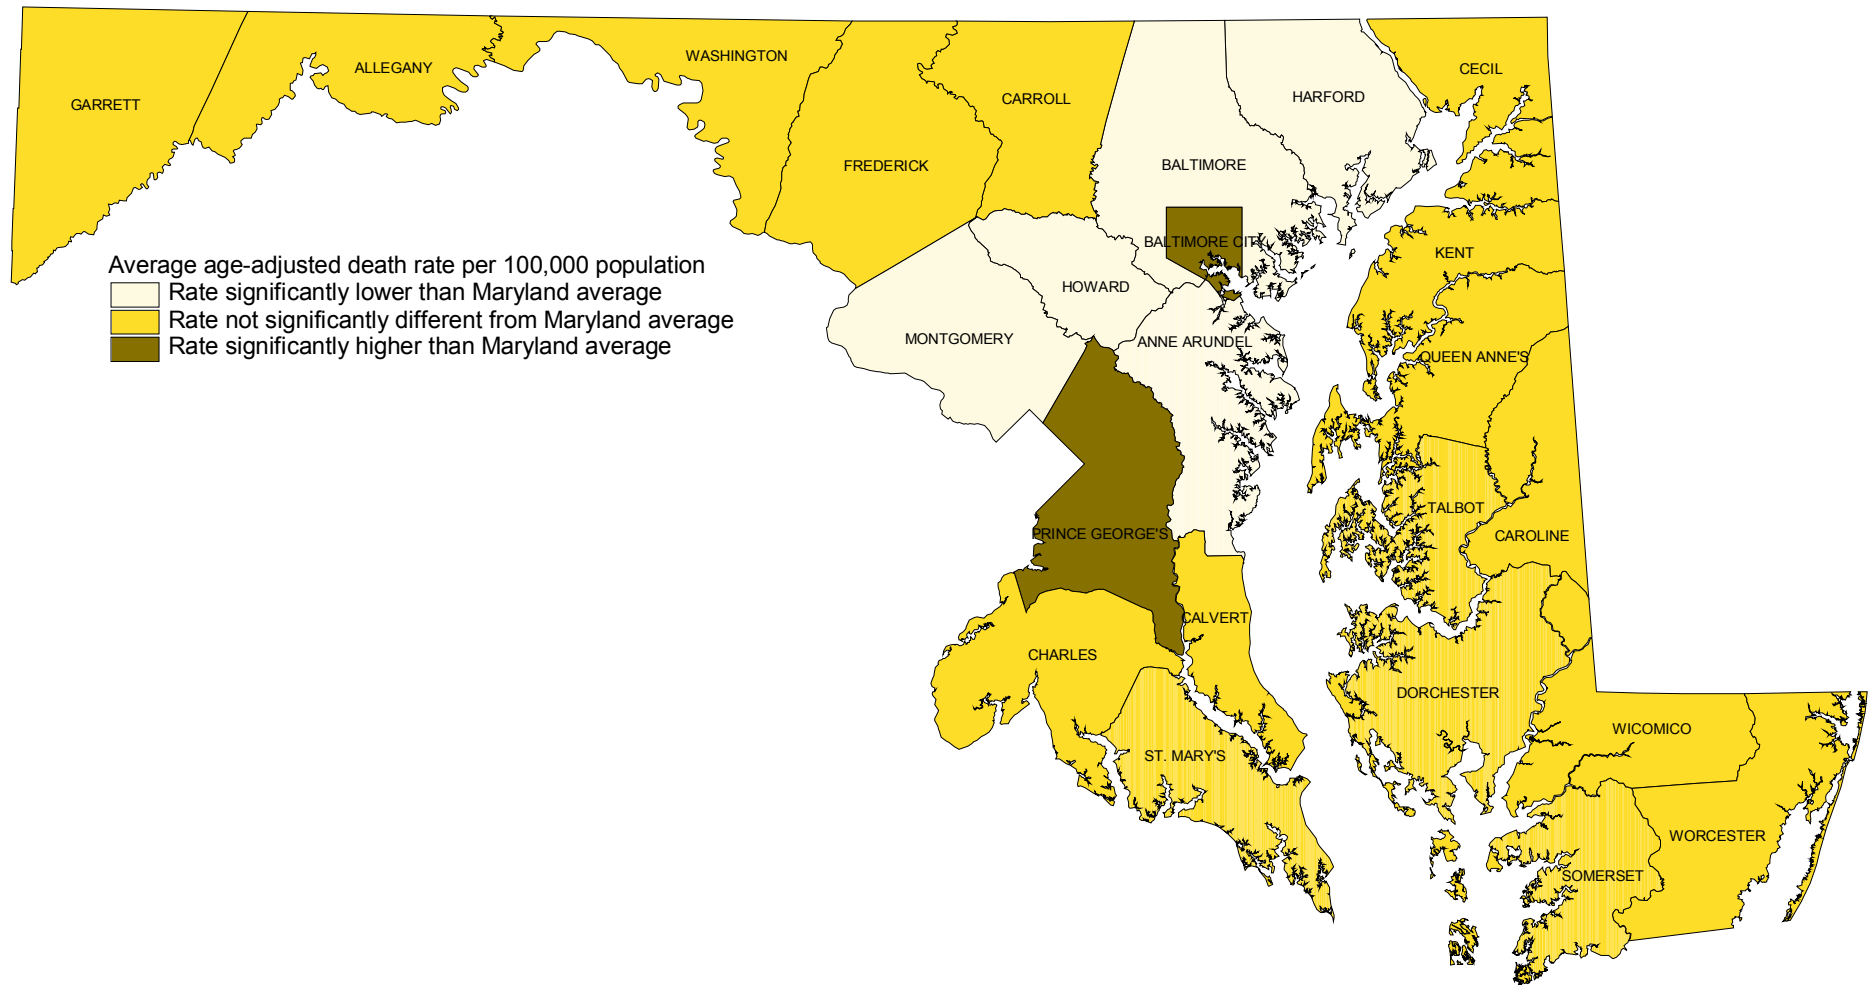 WASHINGTON
ALLEGANY
CECIL
GARRETT
CARROLL
HARFORD
FREDERICK
BALTIMORE
BALTIMORE CITY
KENT
Average age-adjusted death rate per 100,000 population
Rate significantly lower than Maryland average
Rate not significantly different from Maryland average
Rate significantly higher than Maryland average
HOWARD
MONTGOMERY
ANNE ARUNDEL
QUEEN ANNE'S
TALBOT
PRINCE GEORGE'S
CAROLINE
CALVERT
CHARLES
DORCHESTER
WICOMICO
ST. MARY'S
WORCESTER
SOMERSET